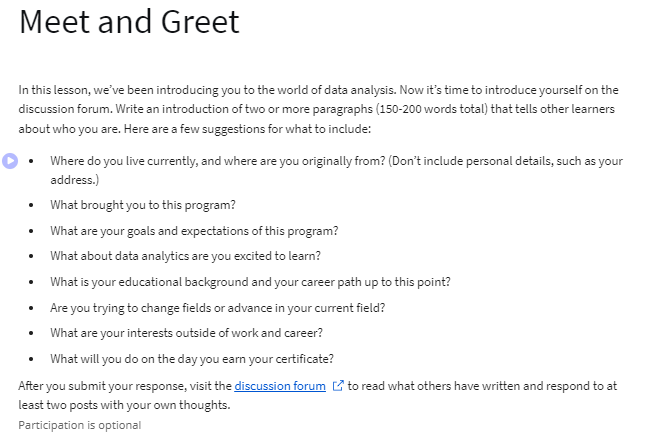 Meet and Greet
In this lesson, we've been introducing you to the world of data analysis. Now it's time to introduce yourself on the
discussion forum. Write an introduction of two or more paragraphs (150-200 words total) that tells other learners
about who you are. Here are a few suggestions for what to include:
• Where do you live currently, and where are you originally from? (Don't include personal details, such as your
address.)
• What brought you to this program?
• What are your goals and expectations of this program?
• What about data analytics are you excited to learn?
• What is your educational background and your career path up to this point?
• Are you trying to change fields or advance in your current field?
• What are your interests outside of work and career?
• What will you do on the day you earn your certificate?
After you submit your response, visit the discussion forum to read what others have written and respond to at
least two posts with your own thoughts.
Participation is optional